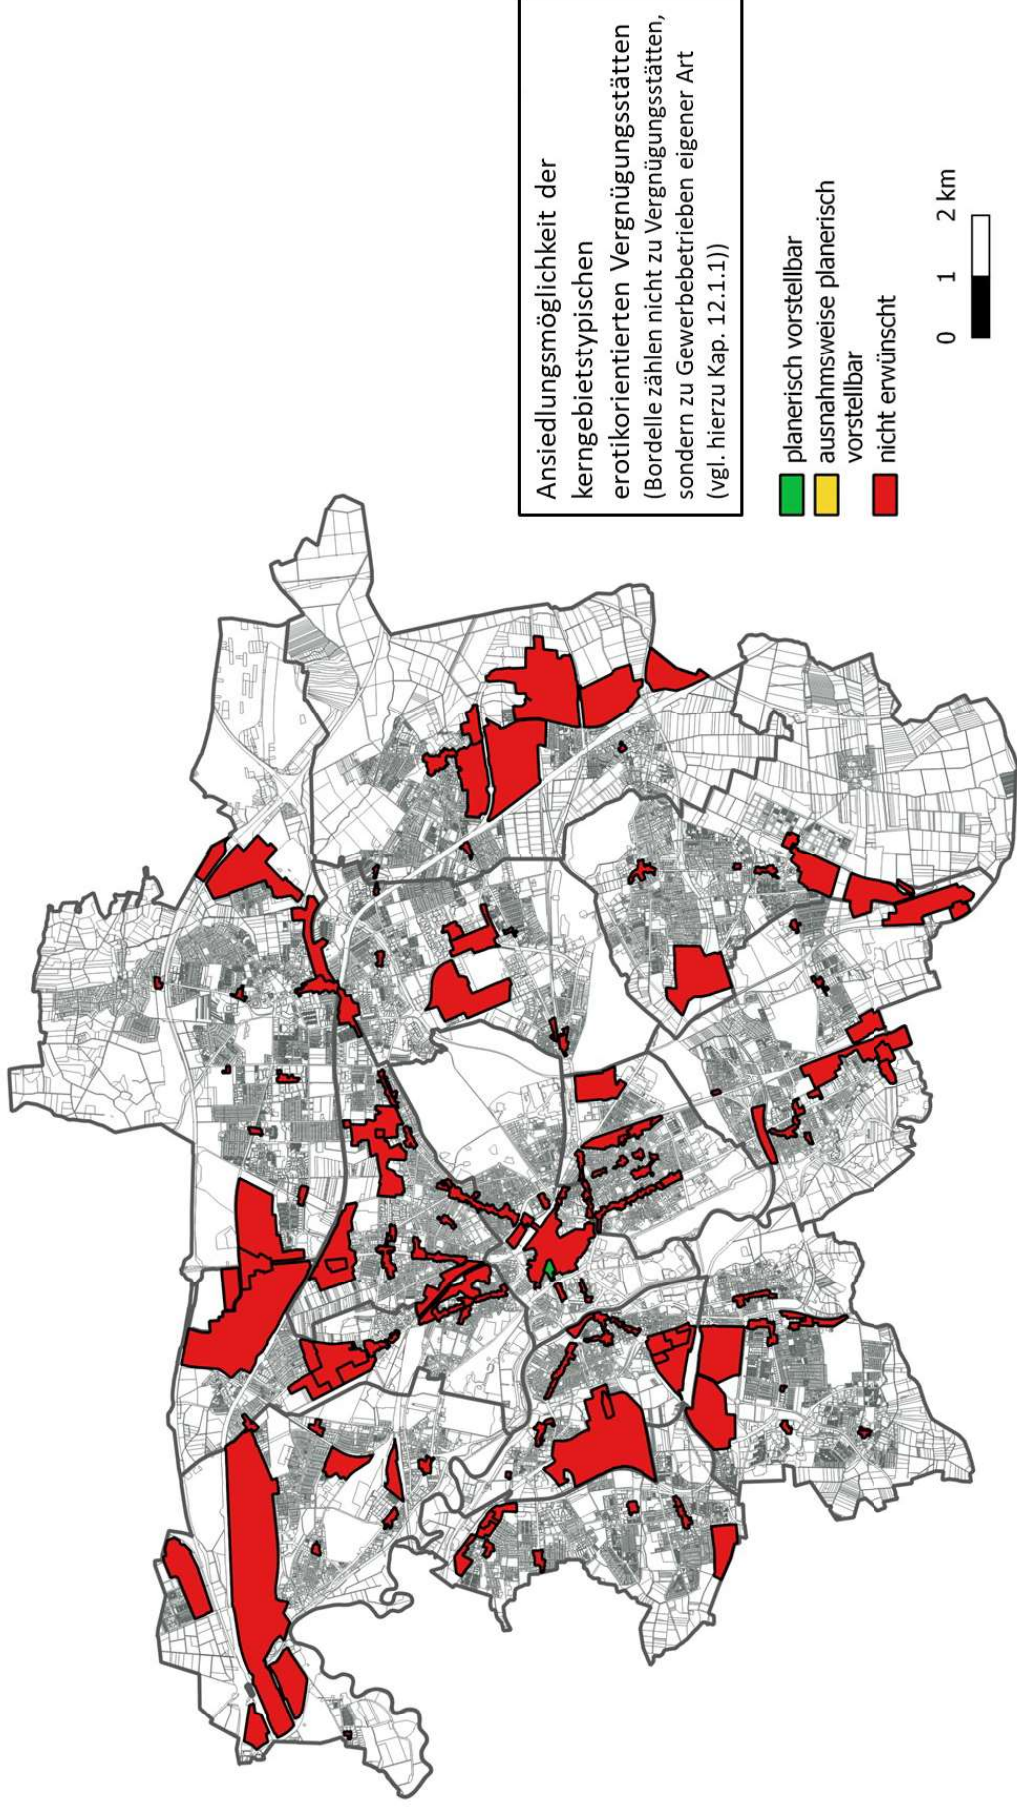 Ansiedlungsmöglichkeit der
kerngebietstypischen
erotikorientierten Vergnügungsstätten
(Bordelle zählen nicht zu Vergnügungsstätten,
sondern zu Gewerbebetrieben eigener Art
(vgl. hierzu Kap. 12.1.1))
planerisch vorstellbar
ausnahmsweise planerisch
vorstellbar
nicht erwünscht
0 1 2 km